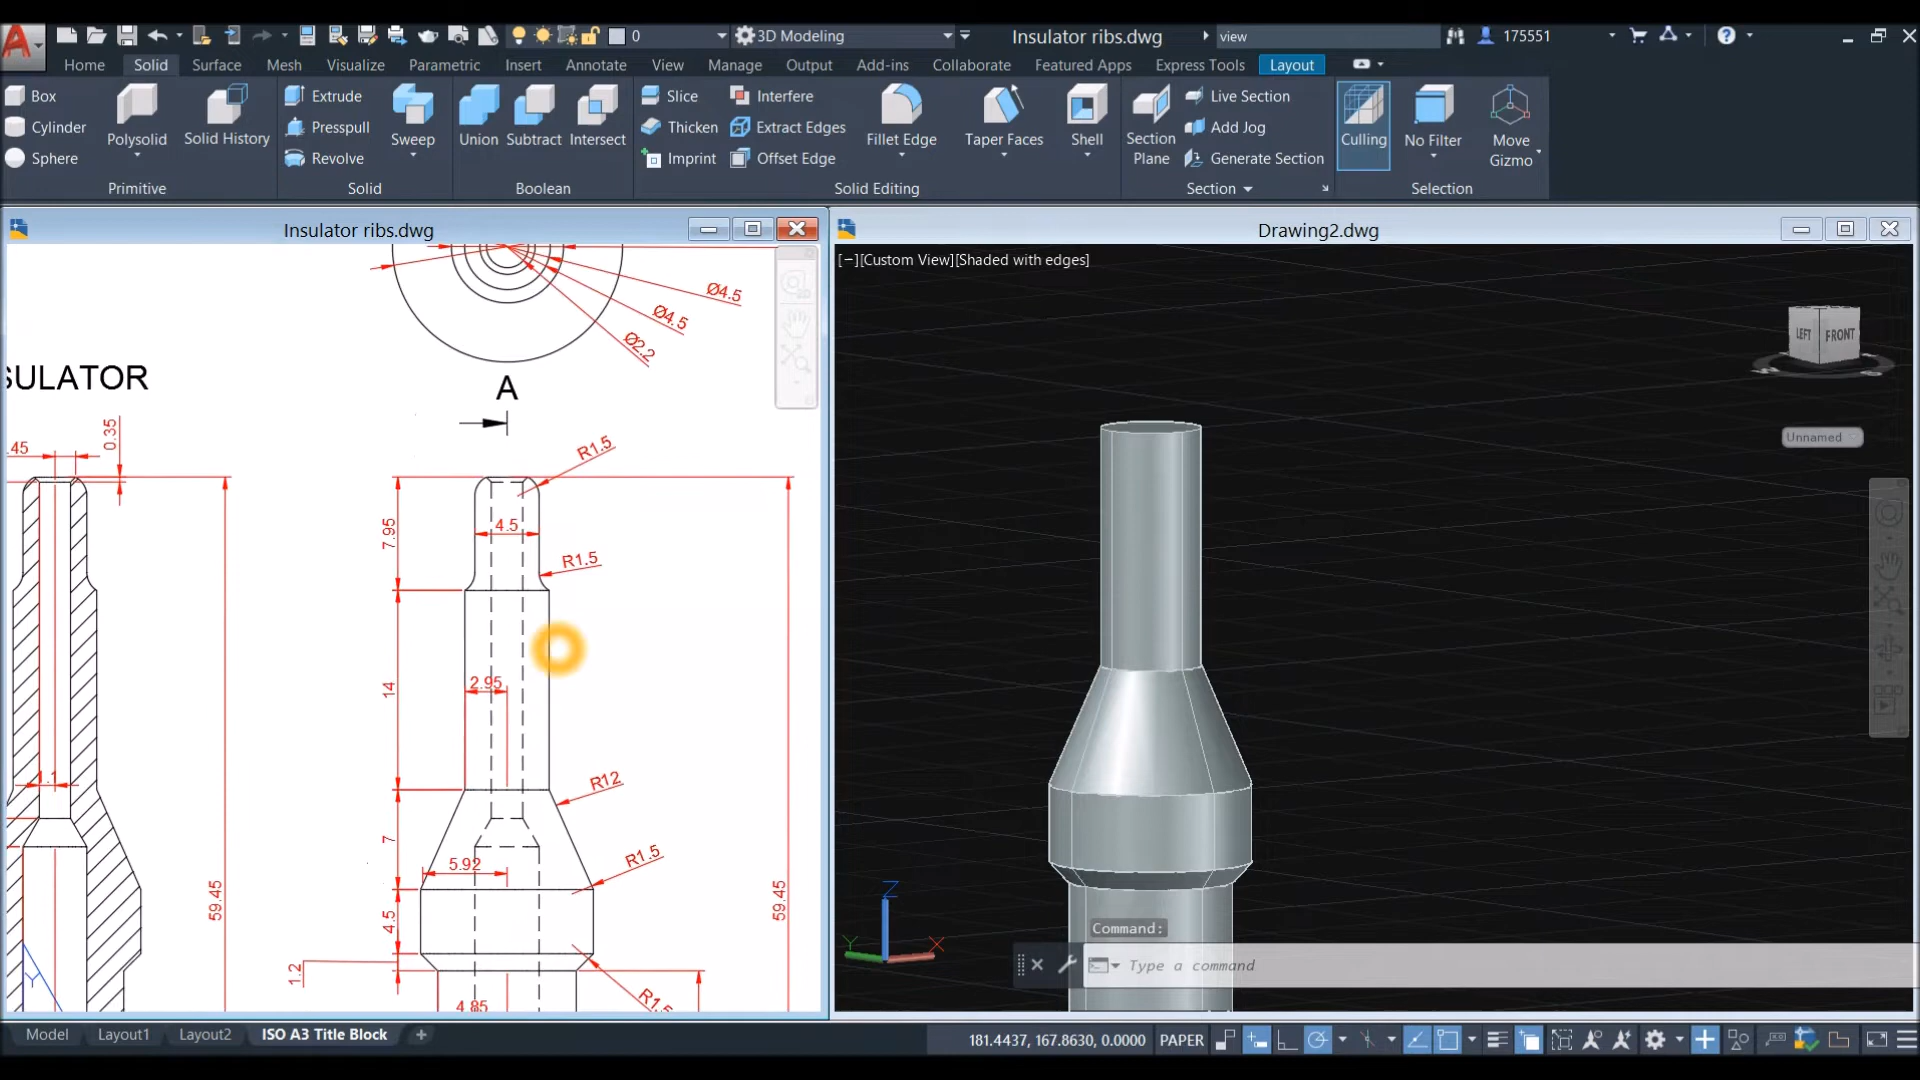 0
3D Modeling
Insulator ribs.dwg
view
175551
Home Solid Surface Mesh Visualize Parametric Insert Annotate View Manage Output Add-ins Collaborate Featured Apps Express Tools Layout
Box
Cylinder
Sphere
Polysolid
Solid History
Primitive
Extrude
Presspull
Revolve
Sweep
Solid
Union
Subtract
Intersect
Boolean
Slice
Thicken
Imprint
Interfere
Extract Edges
Offset Edge
Fillet Edge
Taper Faces
Shell
Solid Editing
Section Plane
Live Section
Add Jog
Generate Section
Section
Culling
No Filter
Move Gizmo
Selection
Insulator ribs.dwg
Ø4.5
Ø4.5
Ø2.2
SULATOR
A
.45
0.35
R1.5
7.95
4.5
R1.5
14
2.95
1.1
R12
7
5.92
R1.5
59.45
4.5
59.45
1.2
4.85
R1.5
Y
Drawing2.dwg
[−][Custom View][Shaded with edges]
LEFT
FRONT
Unnamed
Z
Y
X
Command:
Type a command
Model Layout1 Layout2 ISO A3 Title Block +
181.4437, 167.8630, 0.0000 PAPER